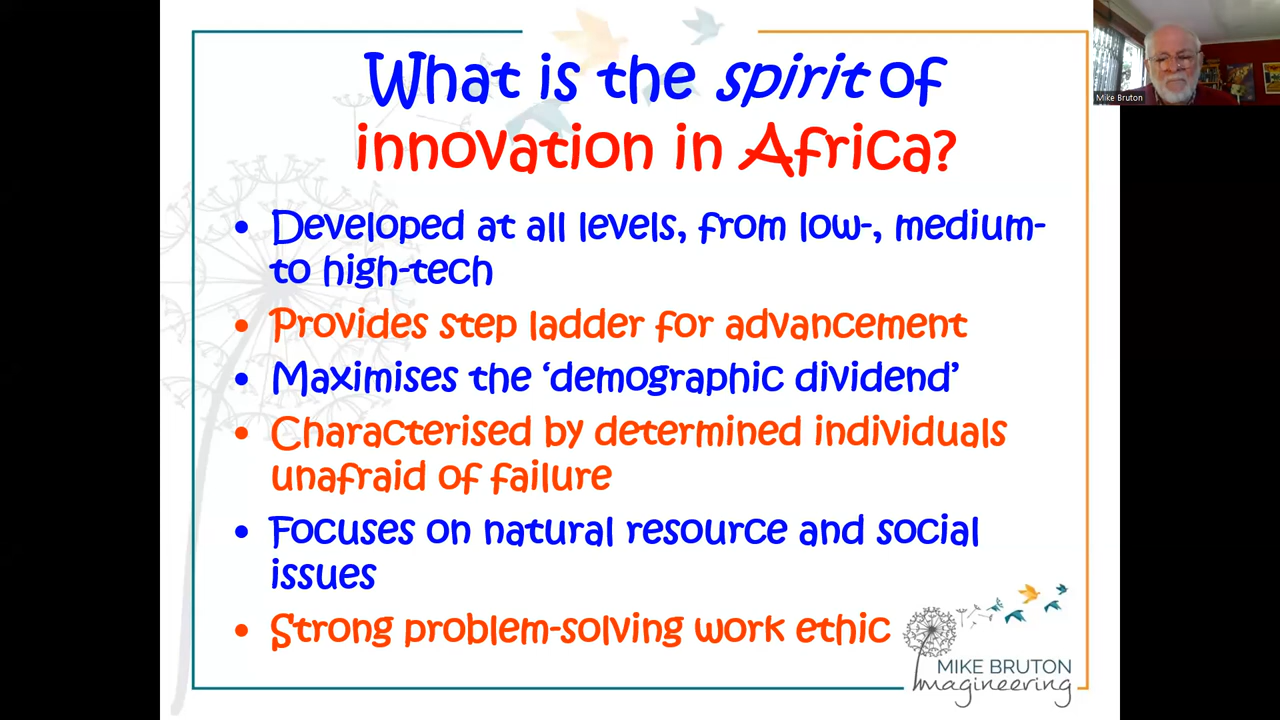 What is the spirit of
innovation in Africa?
• Developed at all levels, from low-, medium-
to high-tech
• Provides step ladder for advancement
• Maximises the ‘demographic dividend’
• Characterised by determined individuals
unafraid of failure
• Focuses on natural resource and social
issues
• Strong problem-solving work ethic
MIKE BRUTON
Imagineering
Mike Bruton